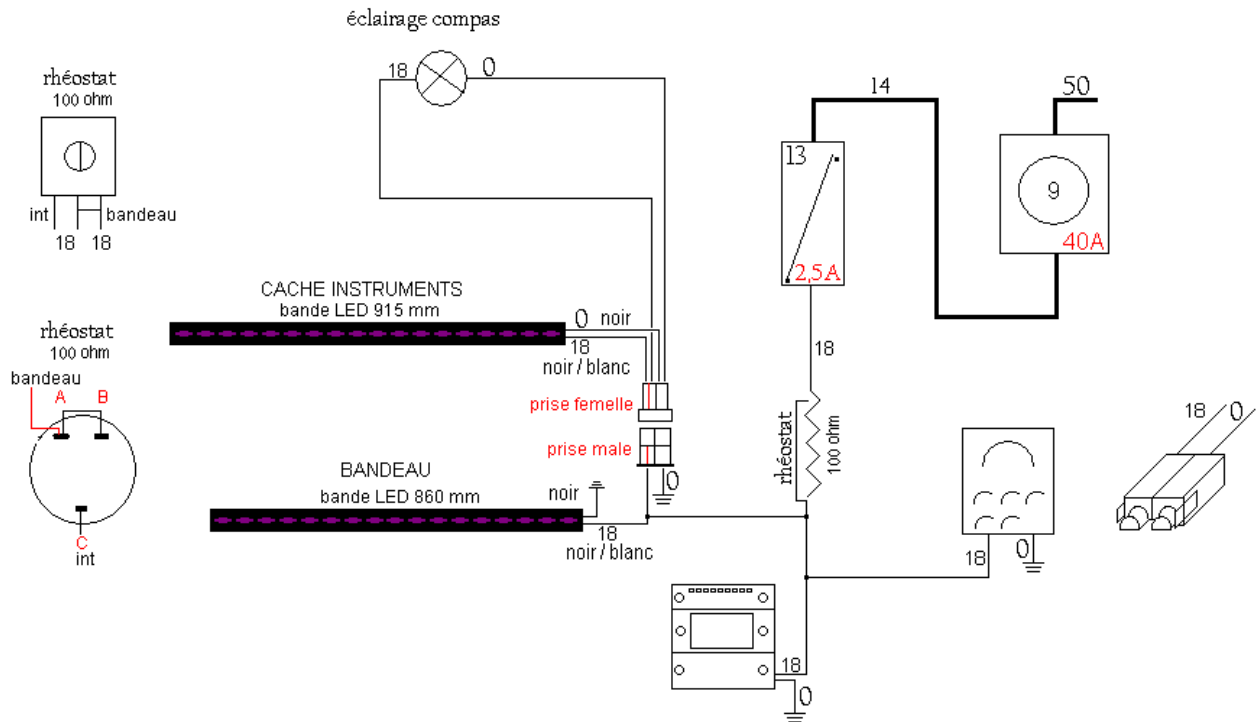 éclairage compas
18
0
rhéostat
100 ohm
int
bandeau
18
18
14
50
13
2,5A
9
40A
CACHE INSTRUMENTS
bande LED 915 mm
0 noir
18
noir / blanc
18
rhéostat
100 ohm
bandeau
A
B
C
int
prise femelle
prise male
rhéostat
100 ohm
0
BANDEAU
bande LED 860 mm
noir
18
noir / blanc
18
0
18
0
18
0